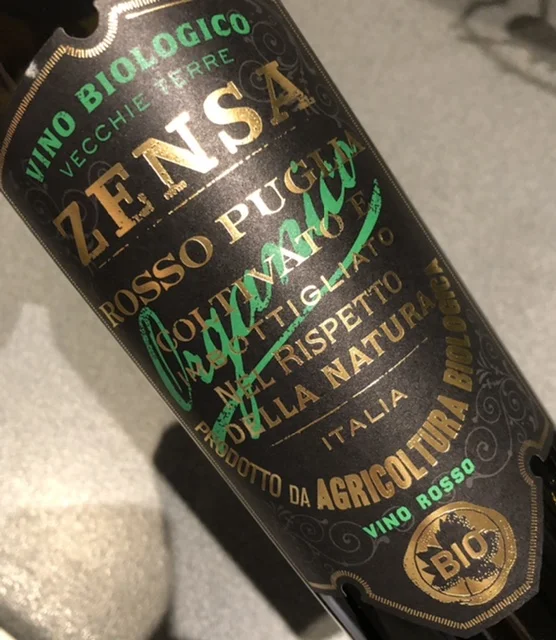 VINO BIOLOGICO
VECCHIE TERRE
ZENSA
ROSSO PUGLIA
Organico
COLTIVATO E
IMBOTTIGLIATO
NEL RISPETTO
DELLA NATURA
ITALIA
PRODOTTO DA AGRICOLTURA BIOLOGICA
VINO ROSSO
BIO